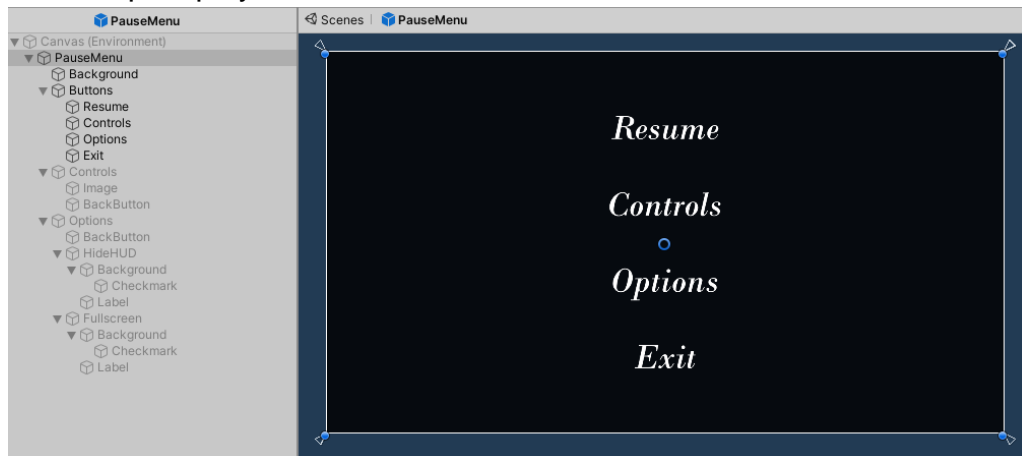 PauseMenu
Scenes | PauseMenu
Canvas (Environment)
PauseMenu
Background
Buttons
Resume
Controls
Options
Exit
Controls
Image
BackButton
Options
BackButton
HideHUD
Background
Checkmark
Label
Fullscreen
Background
Checkmark
Label
Resume
Controls
Options
Exit